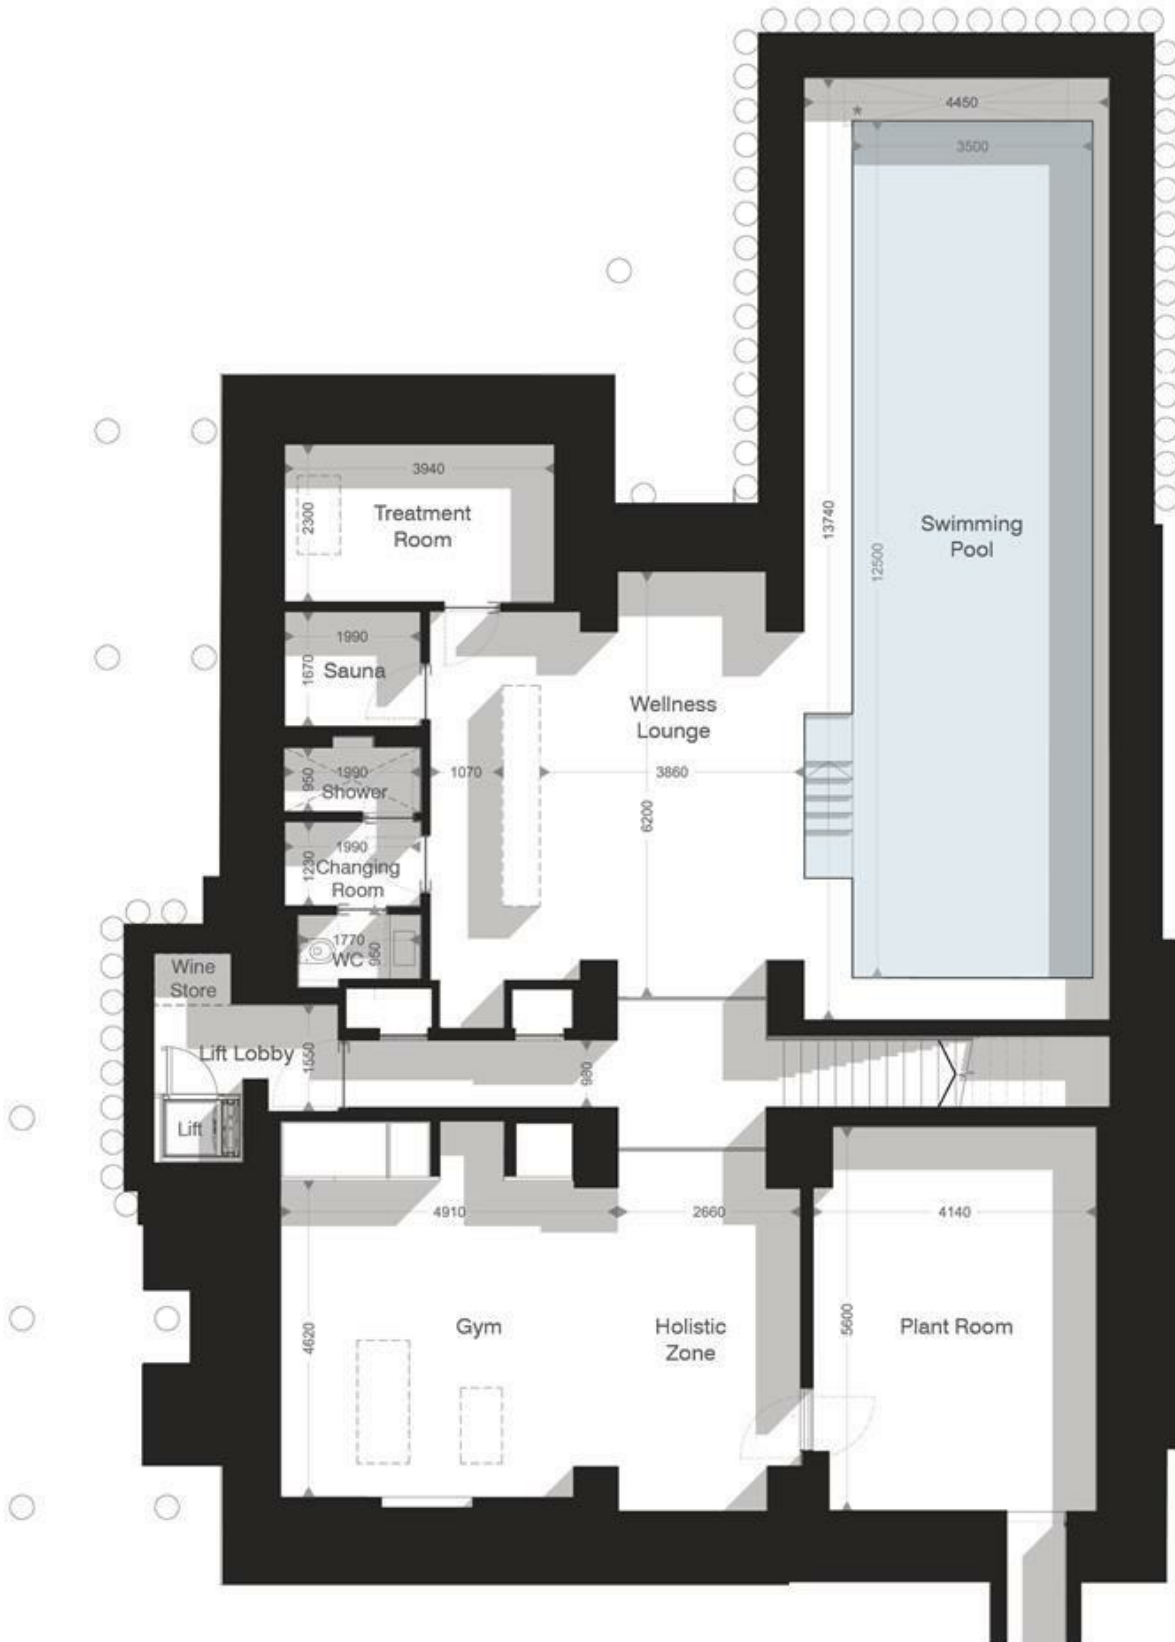 4450
*
3500
3940
2300
Treatment
Room
13740
12500
Swimming
Pool
1990
1670
Sauna
Wellness
Lounge
950
1990
Shower
1070
3860
6200
1230
1990
Changing
Room
1770
950
WC
Wine
Store
Lift Lobby
1550
980
Lift
4910
2660
4140
4620
5600
Gym
Holistic
Zone
Plant Room